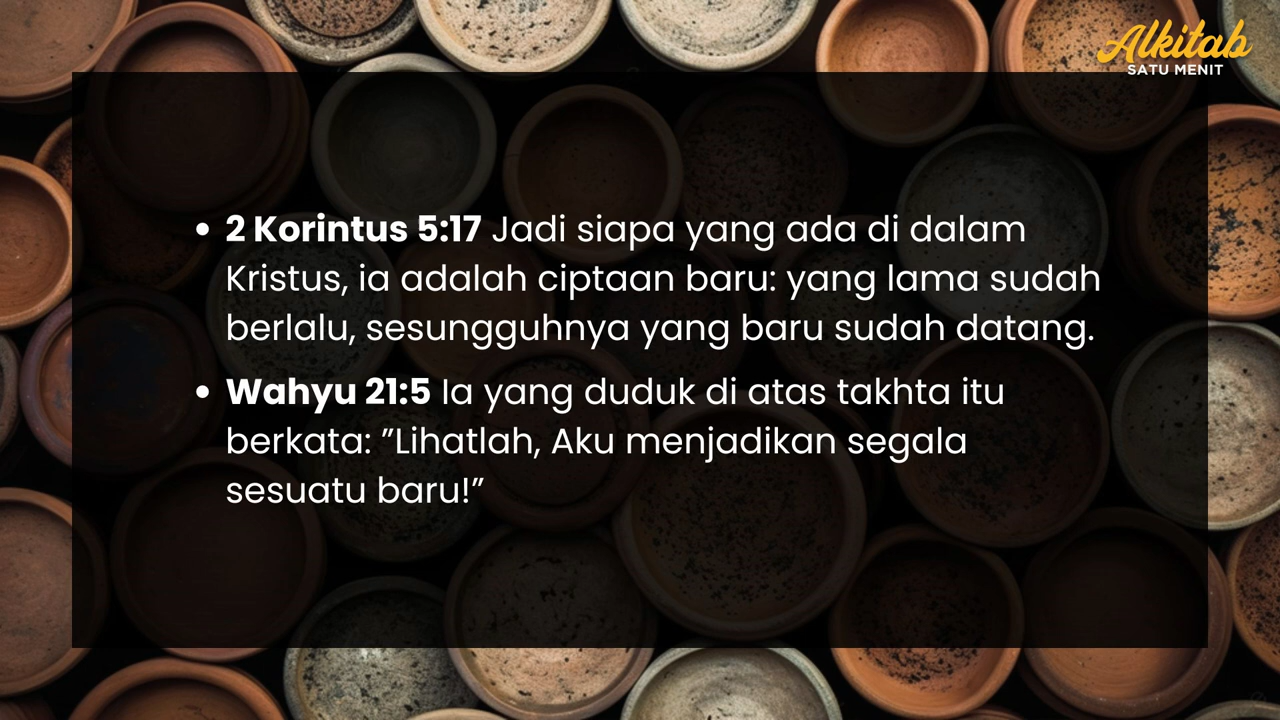 Alkitab
SATU MENIT
• 2 Korintus 5:17 Jadi siapa yang ada di dalam
Kristus, ia adalah ciptaan baru: yang lama sudah
berlalu, sesungguhnya yang baru sudah datang.
• Wahyu 21:5 Ia yang duduk di atas takhta itu
berkata: ”Lihatlah, Aku menjadikan segala
sesuatu baru!”